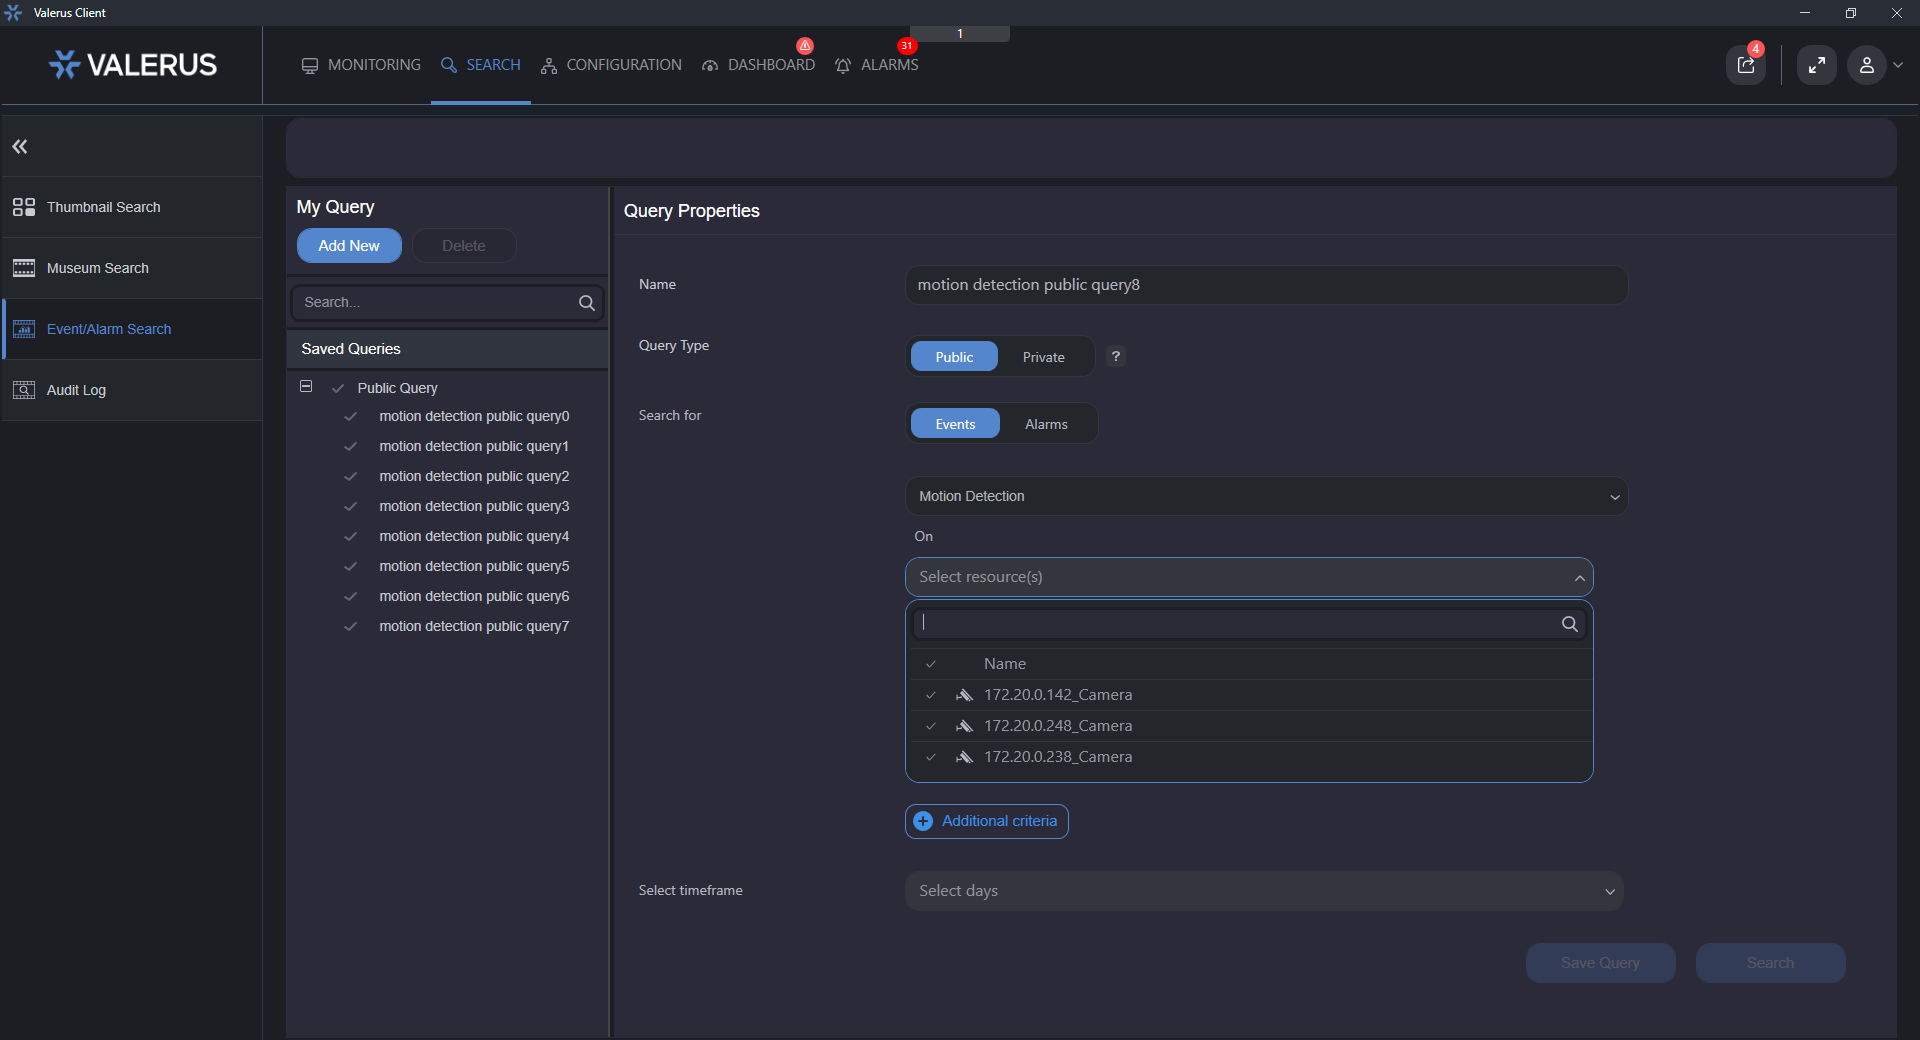 Valerus Client
VALERUS
MONITORING
SEARCH
CONFIGURATION
DASHBOARD
31
ALARMS
1
4
Thumbnail Search
Museum Search
Event/Alarm Search
Audit Log
My Query
Add New
Delete
Search...
Saved Queries
Public Query
motion detection public query0
motion detection public query1
motion detection public query2
motion detection public query3
motion detection public query4
motion detection public query5
motion detection public query6
motion detection public query7
Query Properties
Name
motion detection public query8
Query Type
Public
Private
?
Search for
Events
Alarms
Motion Detection
On
Select resource(s)
Name
172.20.0.142_Camera
172.20.0.248_Camera
172.20.0.238_Camera
Additional criteria
Select timeframe
Select days
Save Query
Search